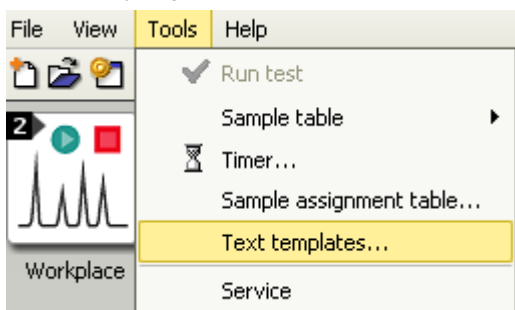 File View Tools Help
Run test
Sample table
2
Timer...
Sample assignment table...
Text templates...
Workplace
Service